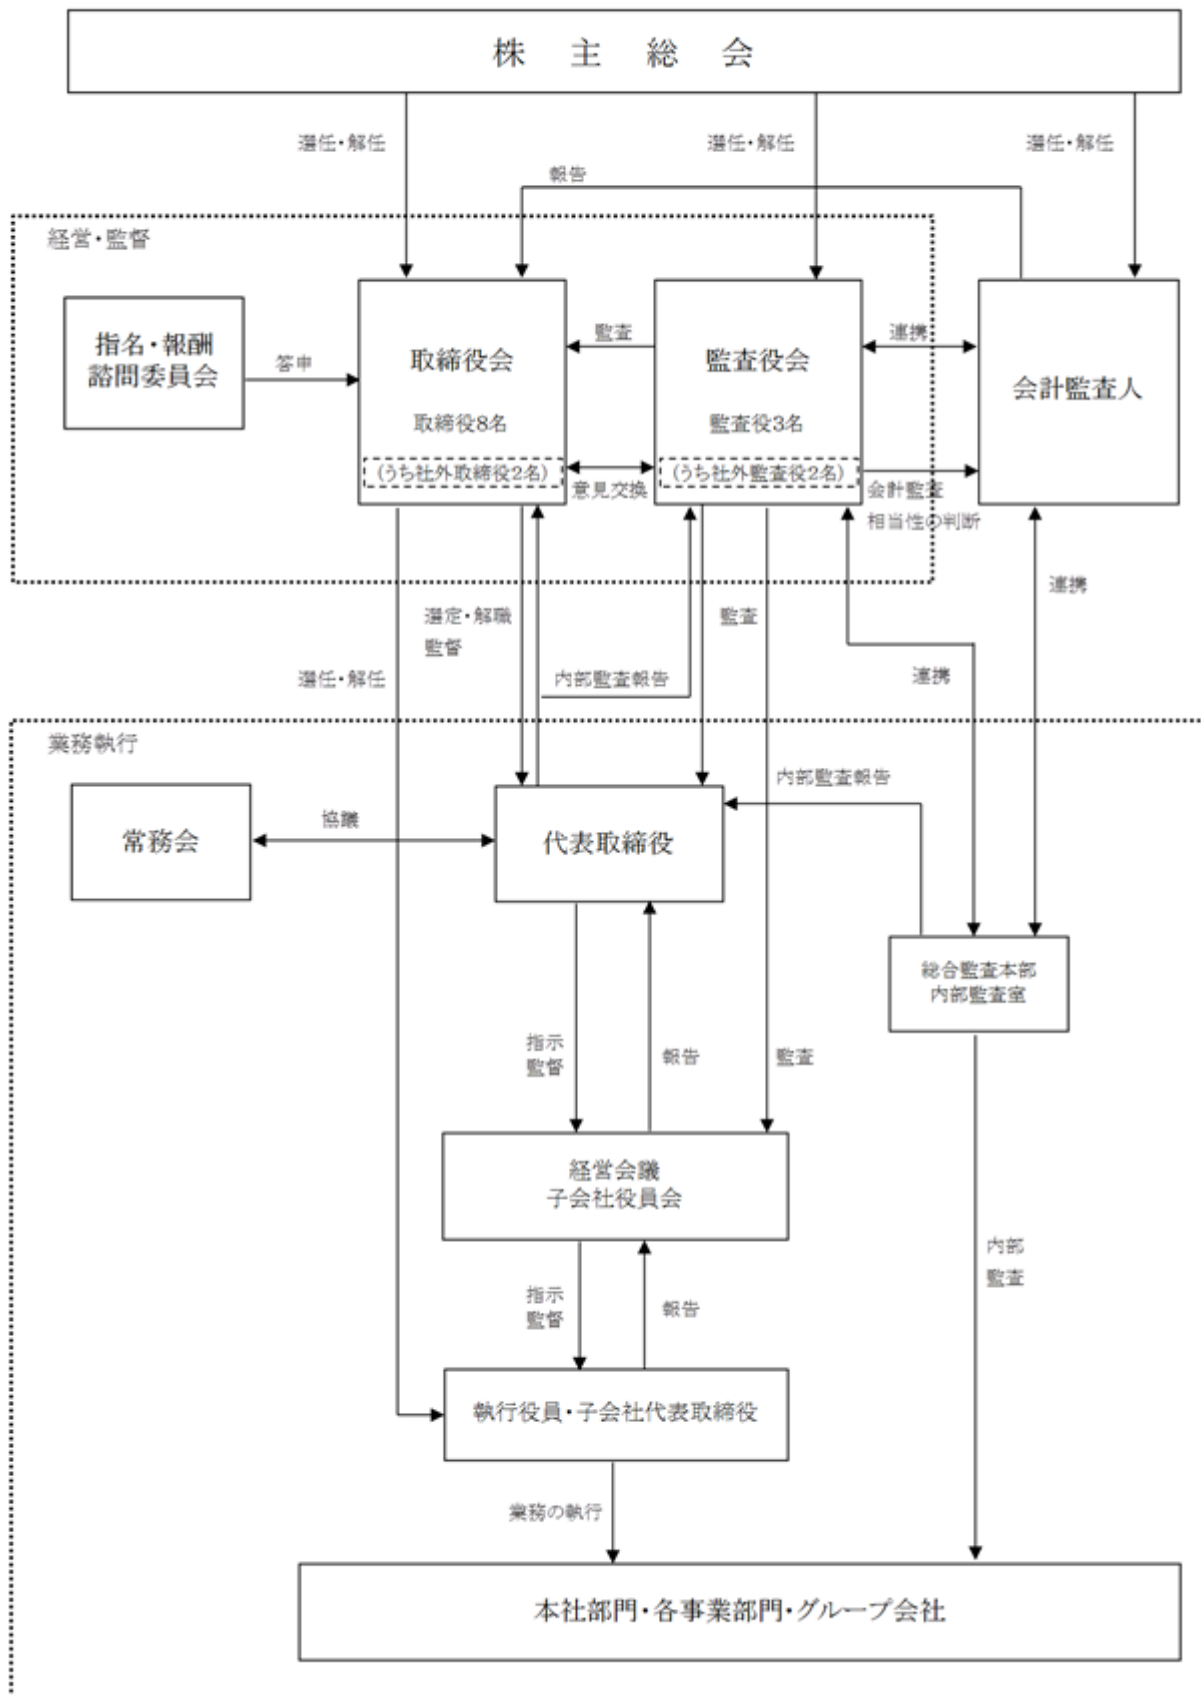 株主総会
選任・解任
選任・解任
選任・解任
報告
経営・監督
指名・報酬
諮問委員会
答申
取締役会
取締役8名
(うち社外取締役2名)
監査
意見交換
監査役会
監査役3名
(うち社外監査役2名)
連携
会計監査
相当性の判断
会計監査人
選定・解職
監督
選任・解任
内部監査報告
監査
連携
連携
業務執行
常務会
協議
代表取締役
内部監査報告
総合監査本部
内部監査室
指示
監督
報告
監査
経営会議
子会社役員会
指示
監督
報告
内部
監査
執行役員・子会社代表取締役
業務の執行
本社部門・各事業部門・グループ会社